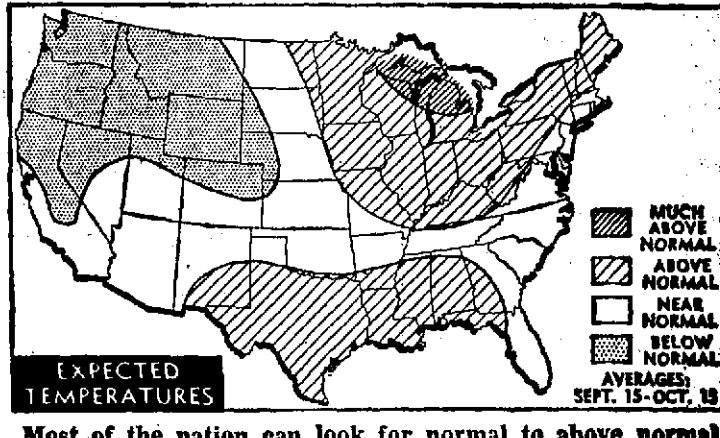 MUCH
ABOVE
NORMAL
ABOVE
NORMAL
NEAR
NORMAL
BELOW
NORMAL
EXPECTED
TEMPERATURES
AVERAGES:
SEPT. 15-OCT. 15
Most of the nation can look for normal to above normal